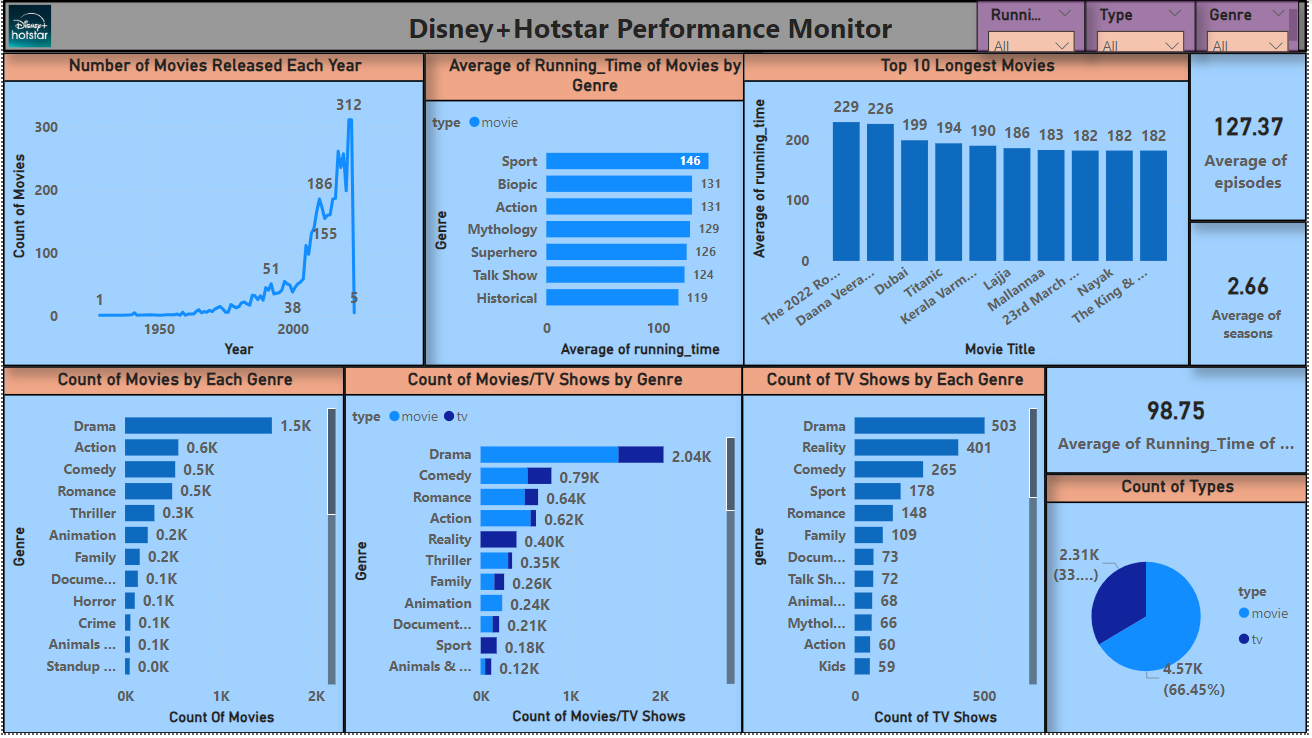 Disney+
hotstar
Disney+Hotstar Performance Monitor
Runni...
All
Type
All
Genre
All
Number of Movies Released Each Year
Count of Movies
300
200
100
0
1
51
38
186
155
312
5
1950
2000
Year
Average of Running_Time of Movies by
Genre
type movie
Genre
Sport 146
Biopic 131
Action 131
Mythology 129
Superhero 126
Talk Show 124
Historical 119
0 100
Average of running_time
Top 10 Longest Movies
Average of running_time
200
100
0
229 226 199 194 190 186 183 182 182 182
The 2022 Ro...
Daana Veera...
Dubai
Titanic
Kerala Varm...
Lajja
Mallannaa
23rd March ...
Nayak
The King & ...
Movie Title
127.37
Average of
episodes
2.66
Average of
seasons
Count of Movies by Each Genre
Genre
Drama 1.5K
Action 0.6K
Comedy 0.5K
Romance 0.5K
Thriller 0.3K
Animation 0.2K
Family 0.2K
Docume... 0.1K
Horror 0.1K
Crime 0.1K
Animals ... 0.1K
Standup ... 0.0K
0K 1K 2K
Count Of Movies
Count of Movies/TV Shows by Genre
type movie tv
Genre
Drama 2.04K
Comedy 0.79K
Romance 0.64K
Action 0.62K
Reality 0.40K
Thriller 0.35K
Family 0.26K
Animation 0.24K
Document... 0.21K
Sport 0.18K
Animals & ... 0.12K
0K 1K 2K
Count of Movies/TV Shows
Count of TV Shows by Each Genre
genre
Drama 503
Reality 401
Comedy 265
Sport 178
Romance 148
Family 109
Docum... 73
Talk Sh... 72
Animal... 68
Mythol... 66
Action 60
Kids 59
0 500
Count of TV Shows
98.75
Average of Running_Time of ...
Count of Types
2.31K
(33....)
4.57K
(66.45%)
type
movie
tv